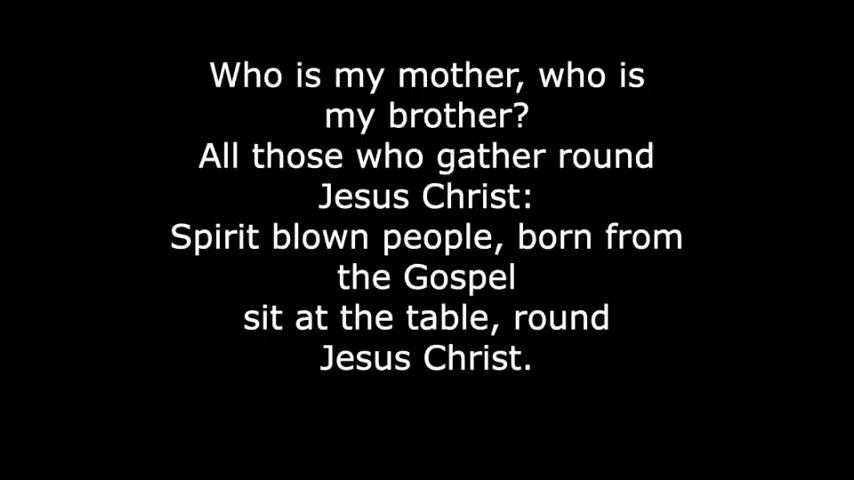 Who is my mother, who is
my brother?
All those who gather round
Jesus Christ:
Spirit blown people, born from
the Gospel
sit at the table, round
Jesus Christ.